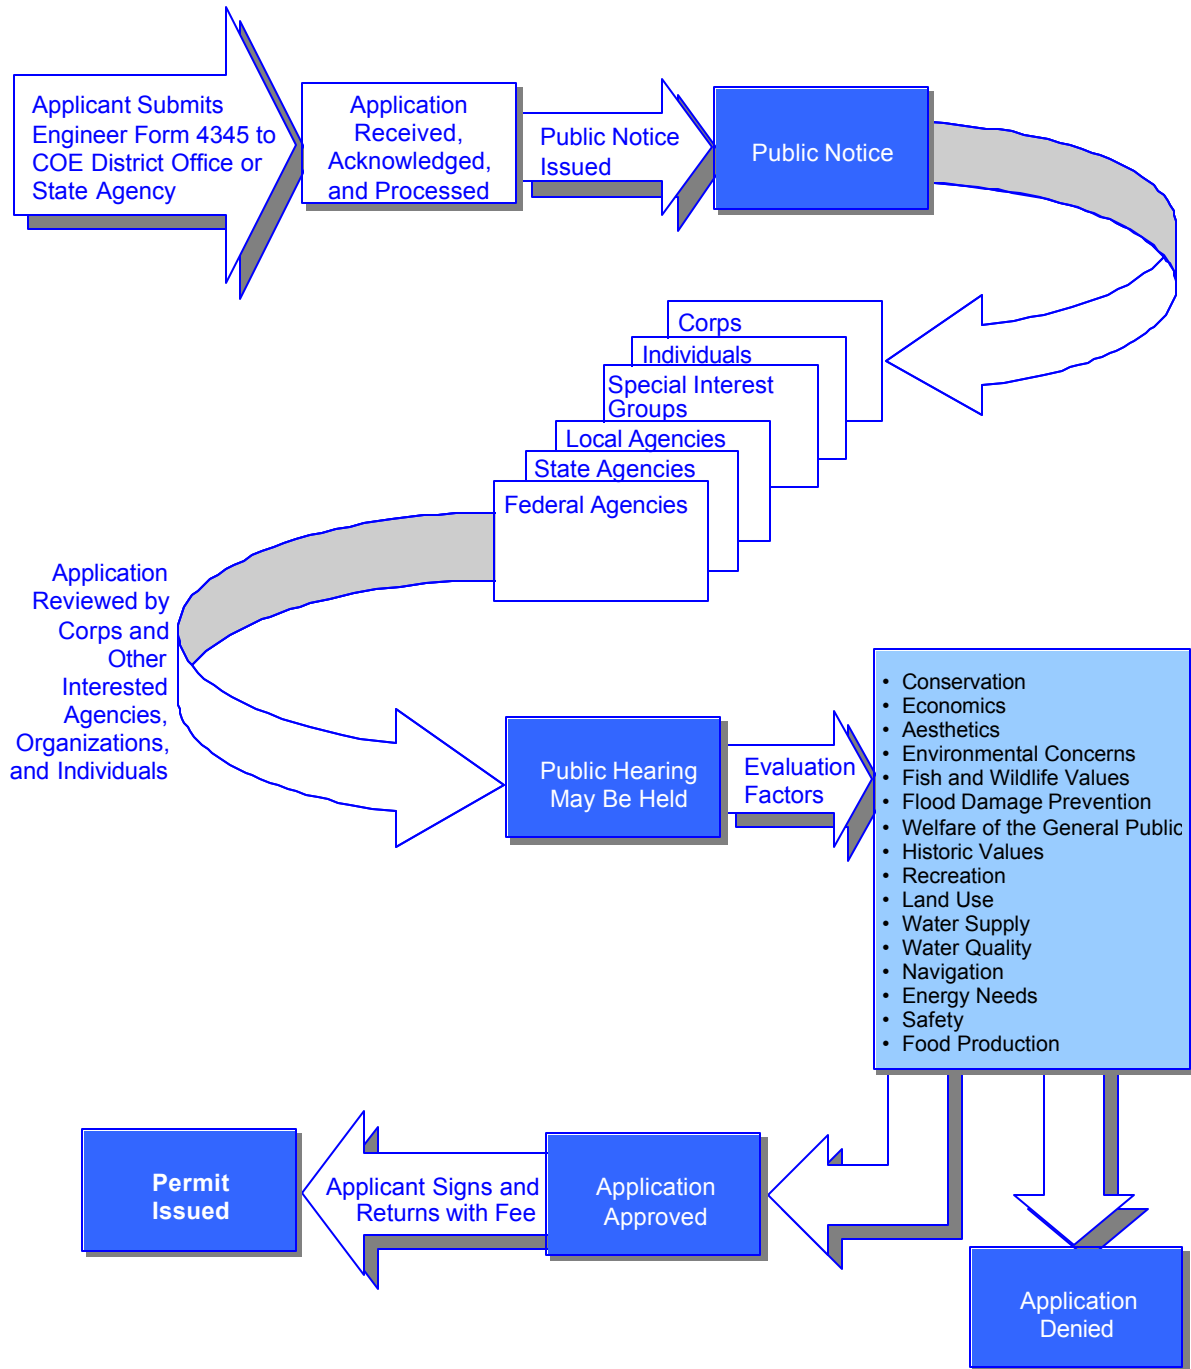 Applicant Submits
Engineer Form 4345 to
COE District Office or
State Agency
Application
Received,
Acknowledged,
and Processed
Public Notice
Issued
Public Notice
Corps
Individuals
Special Interest
Groups
Local Agencies
State Agencies
Federal Agencies
Application
Reviewed by
Corps and
Other
Interested
Agencies,
Organizations,
and Individuals
Public Hearing
May Be Held
Evaluation
Factors
• Conservation
• Economics
• Aesthetics
• Environmental Concerns
• Fish and Wildlife Values
• Flood Damage Prevention
• Welfare of the General Public
• Historic Values
• Recreation
• Land Use
• Water Supply
• Water Quality
• Navigation
• Energy Needs
• Safety
• Food Production
Application
Approved
Applicant Signs and
Returns with Fee
Permit
Issued
Application
Denied